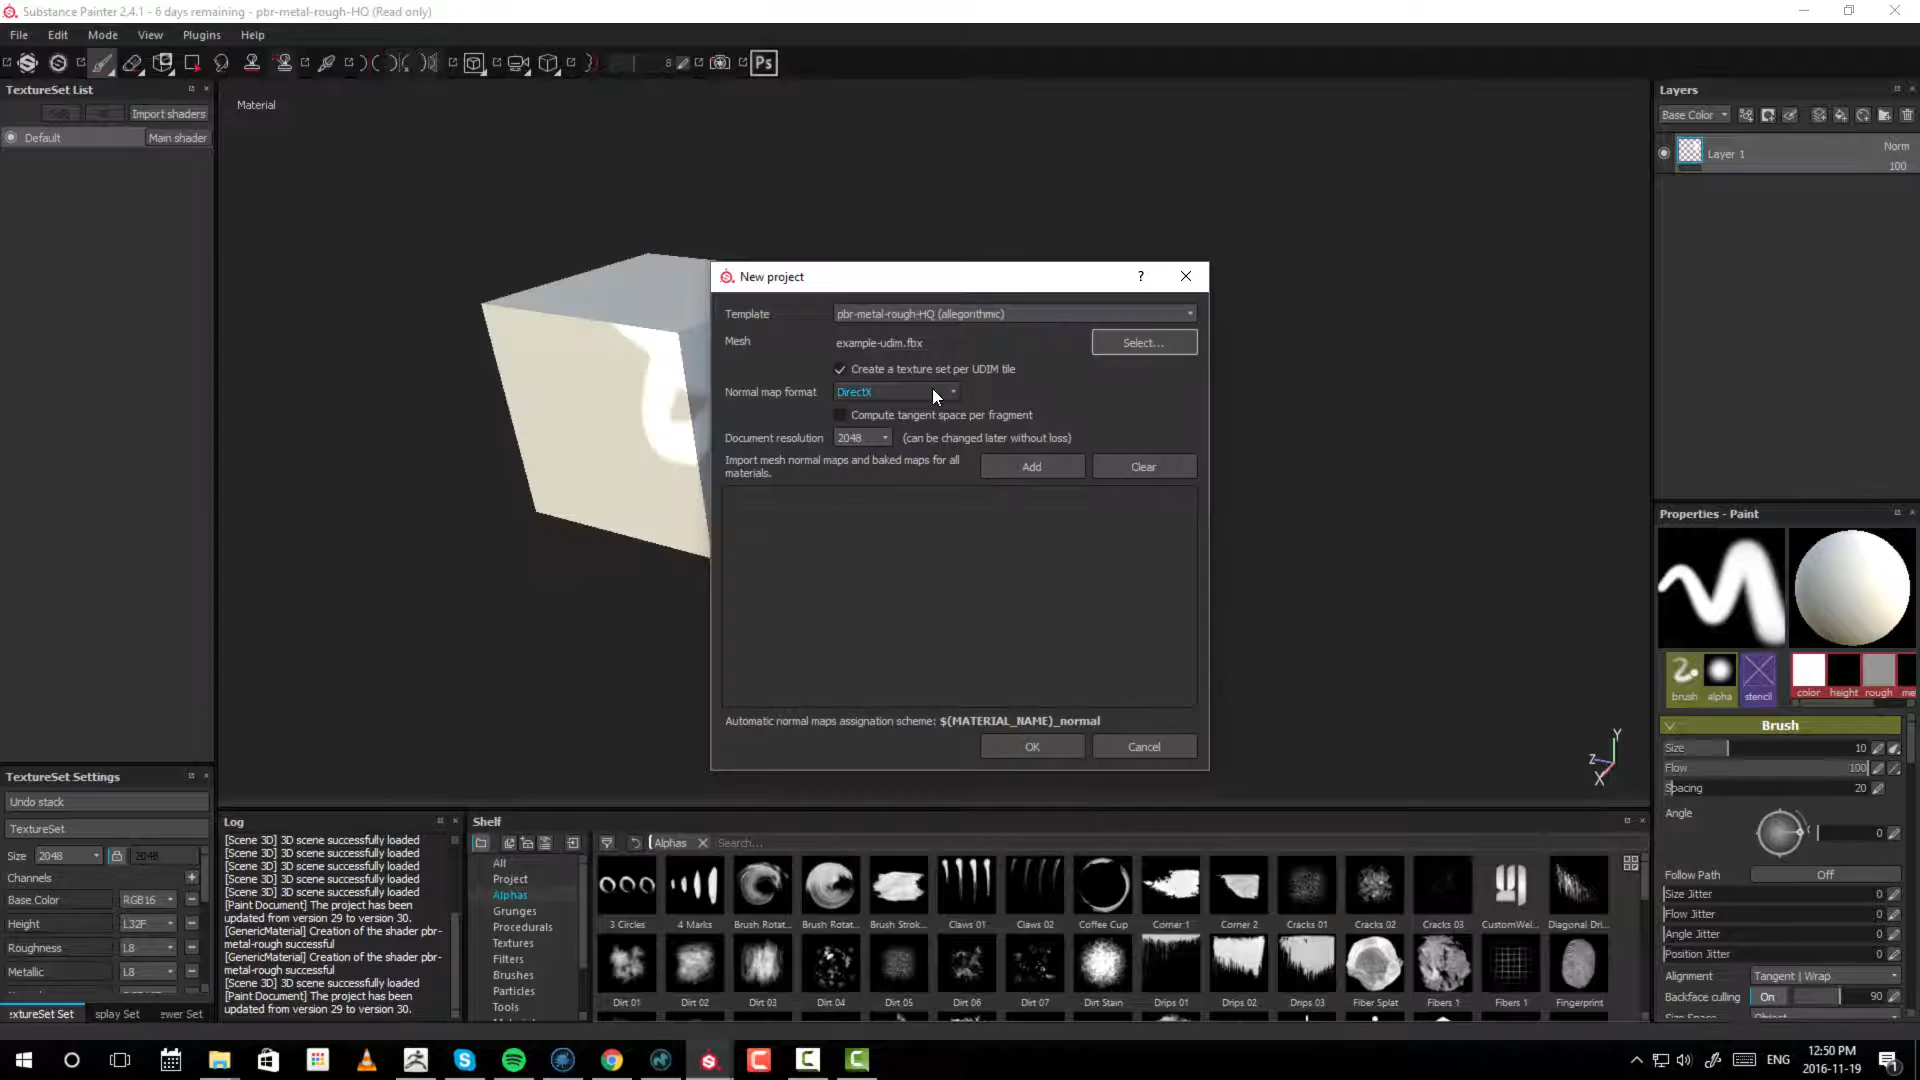 Substance Painter 2.4.1 - 6 days remaining - pbr-metal-rough-HQ (Read only)
File Edit Mode View Plugins Help
8
Ps
TextureSet List
Import shaders
Default Main shader
Material
Layers
Base Color
Layer 1
Norm
100
New project
?
Template pbr-metal-rough-HQ (allegorithmic)
Mesh example-udim.fbx Select...
Create a texture set per UDIM tile
Normal map format DirectX
Compute tangent space per fragment
Document resolution 2048 (can be changed later without loss)
Import mesh normal maps and baked maps for all
materials.
Add Clear
Automatic normal maps assignation scheme: $(MATERIAL_NAME)_normal
OK Cancel
Y
Z
X
Properties - Paint
brush alpha stencil color height rough me
Brush
Size 10
Flow 100
Spacing 20
Angle
0
Follow Path Off
Size Jitter 0
Flow Jitter 0
Angle Jitter 0
Position Jitter 0
Alignment Tangent | Wrap
Backface culling On 90
Size Space Object
TextureSet Settings
Undo stack
TextureSet
Size 2048 2048
Channels
Base Color RGB16
Height L32F
Roughness L8
Metallic L8
extureSet Set splay Set ewer Set
Log
[Scene 3D] 3D scene successfully loaded
[Scene 3D] 3D scene successfully loaded
[Scene 3D] 3D scene successfully loaded
[Scene 3D] 3D scene successfully loaded
[Scene 3D] 3D scene successfully loaded
[Paint Document] The project has been
updated from version 29 to version 30.
[GenericMaterial] Creation of the shader pbr-
metal-rough successful
[GenericMaterial] Creation of the shader pbr-
metal-rough successful
[Scene 3D] 3D scene successfully loaded
[Paint Document] The project has been
updated from version 29 to version 30.
Shelf
Alphas Search...
All
Project
Alphas
Grunges
Procedurals
Textures
Filters
Brushes
Particles
Tools
3 Circles 4 Marks Brush Rotat... Brush Rotat... Brush Strok... Claws 01 Claws 02 Coffee Cup Corner 1 Corner 2 Cracks 01 Cracks 02 Cracks 03 CustomWel... Diagonal Dri...
Dirt 01 Dirt 02 Dirt 03 Dirt 04 Dirt 05 Dirt 06 Dirt 07 Dirt Stain Drips 01 Drips 02 Drips 03 Fiber Splat Fibers 1 Fibers 1 Fingerprint
ENG
12:50 PM
2016-11-19
1